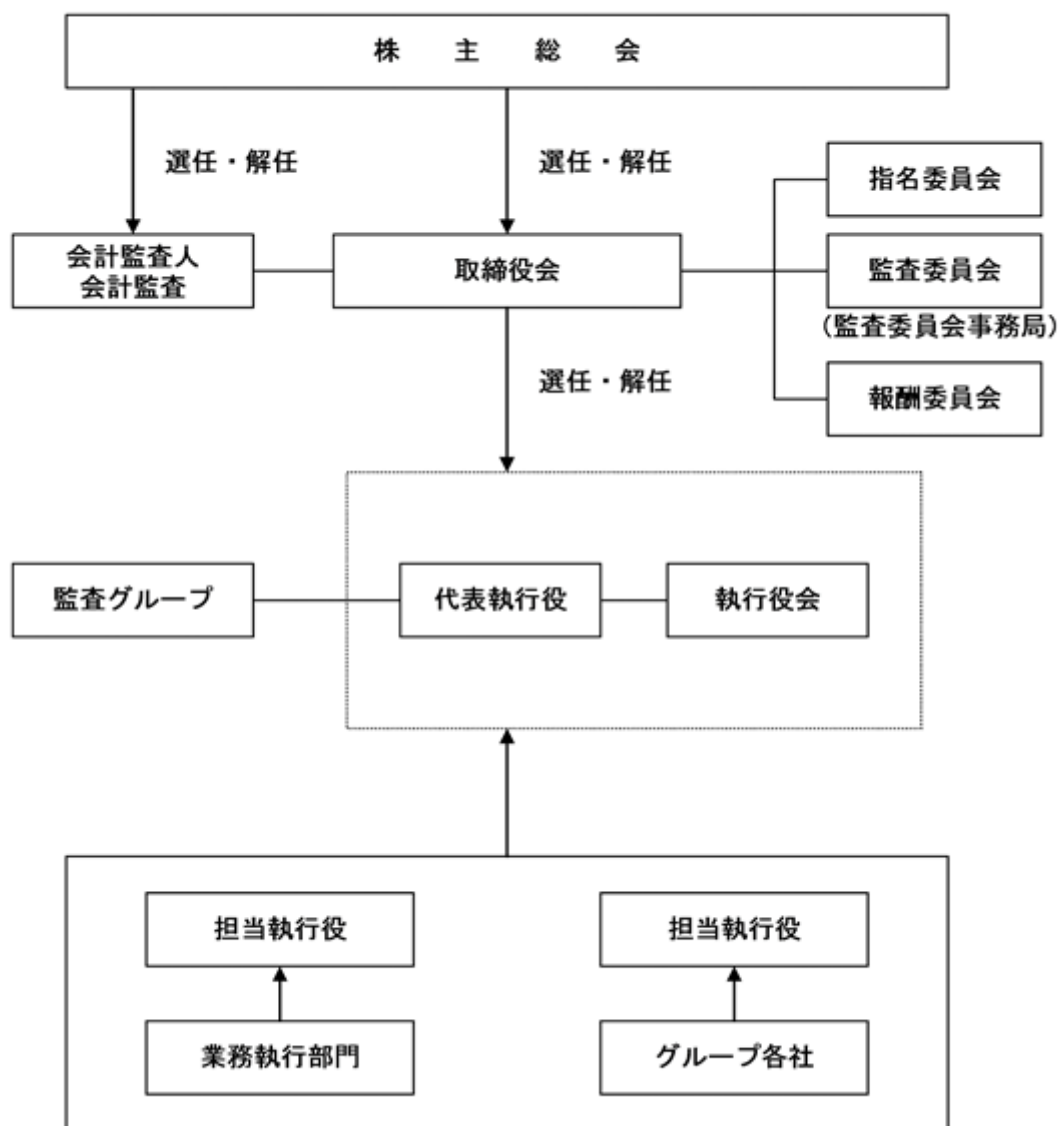 株主総会
選任・解任
選任・解任
指名委員会
会計監査人
会計監査
取締役会
監査委員会
（監査委員会事務局）
選任・解任
報酬委員会
監査グループ
代表執行役
執行役会
担当執行役
担当執行役
業務執行部門
グループ各社